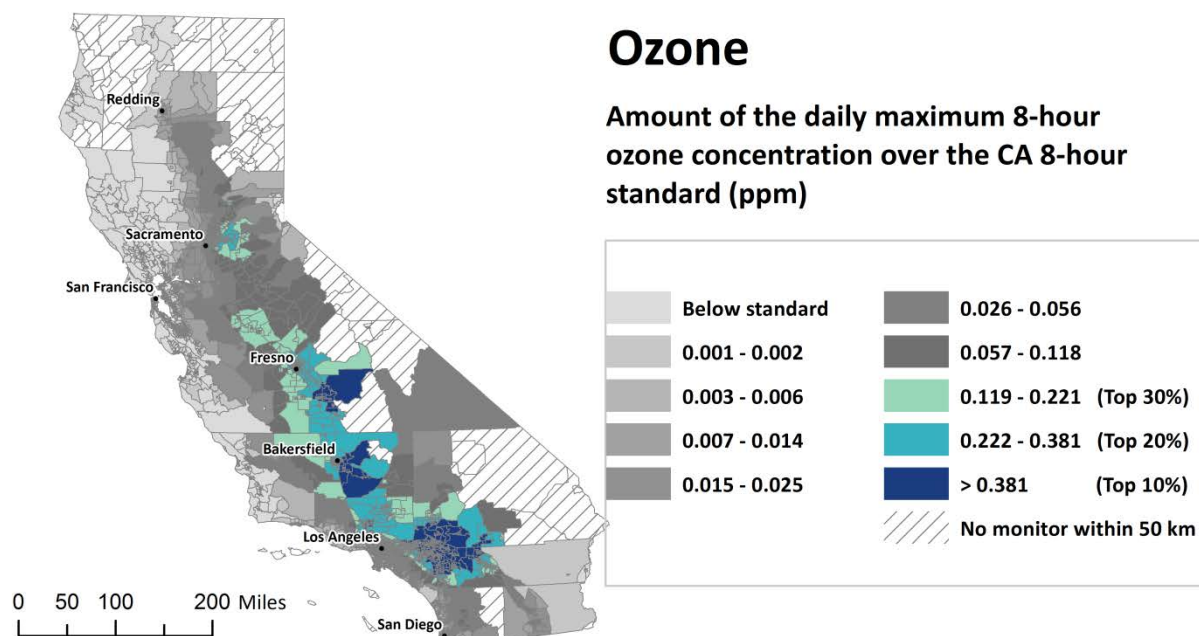 Ozone
Amount of the daily maximum 8-hour
ozone concentration over the CA 8-hour
standard (ppm)
Below standard
0.001 - 0.002
0.003 - 0.006
0.007 - 0.014
0.015 - 0.025
0.026 - 0.056
0.057 - 0.118
0.119 - 0.221 (Top 30%)
0.222 - 0.381 (Top 20%)
> 0.381 (Top 10%)
No monitor within 50 km
Redding
Sacramento
San Francisco
Fresno
Bakersfield
Los Angeles
San Diego
0 50 100 200 Miles